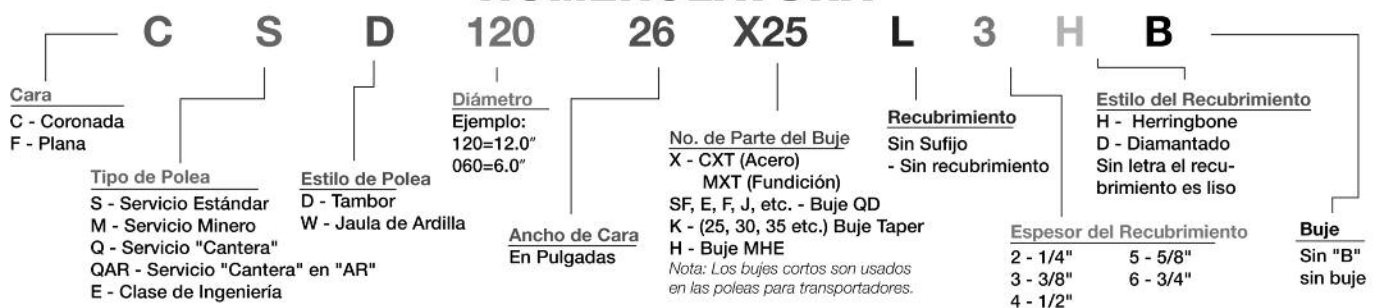 C S D 120 26 X25 L 3 H B
Cara
C - Coronada
F - Plana
Tipo de Polea
S - Servicio Estándar
M - Servicio Minero
Q - Servicio "Cantera"
QAR - Servicio "Cantera" en "AR"
E - Clase de Ingeniería
Estilo de Polea
D - Tambor
W - Jaula de Ardilla
Diámetro
Ejemplo:
120=12.0"
060=6.0"
Ancho de Cara
En Pulgadas
No. de Parte del Buje
X - CXT (Acero)
MXT (Fundición)
SF, E, F, J, etc. - Buje QD
K - (25, 30, 35 etc.) Buje Taper
H - Buje MHE
Nota: Los bujes cortos son usados
en las poleas para transportadores.
Recubrimiento
Sin Sufijo
- Sin recubrimiento
Espesor del Recubrimiento
2 - 1/4" 5 - 5/8"
3 - 3/8" 6 - 3/4"
4 - 1/2"
Estilo del Recubrimiento
H - Herringbone
D - Diamantado
Sin letra el recu-
brimiento es liso
Buje
Sin "B"
sin buje